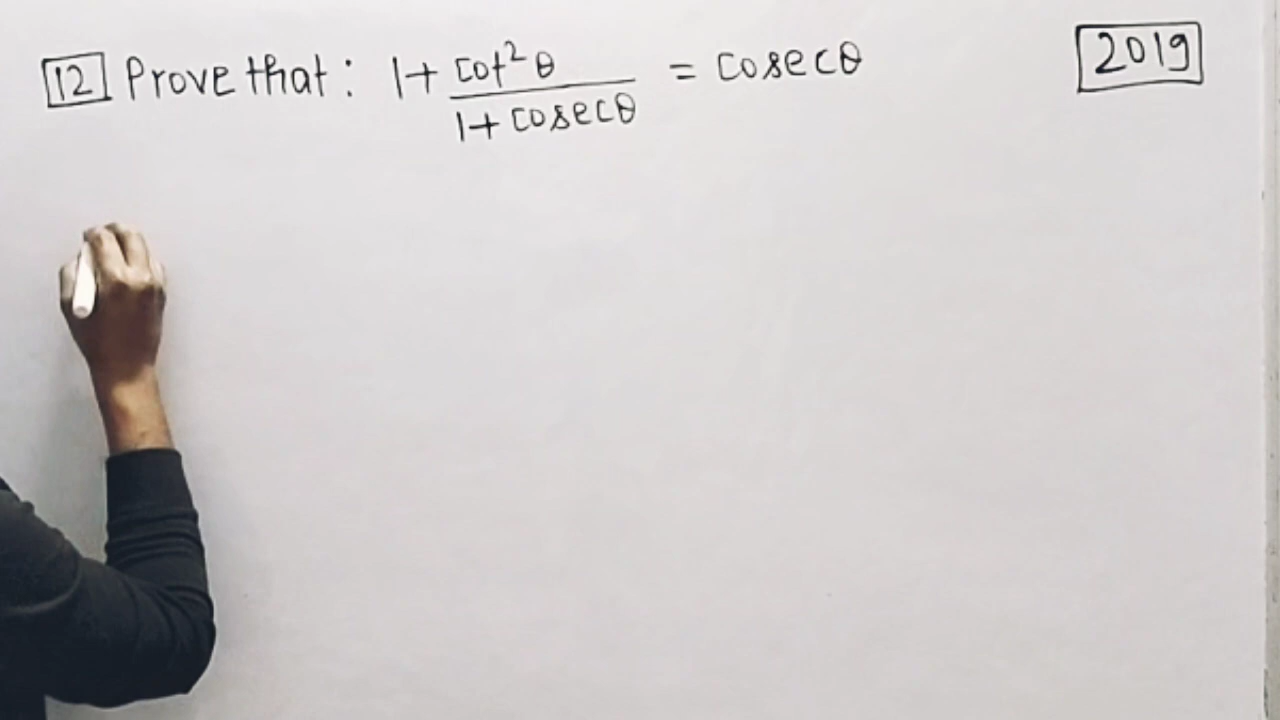 12 Prove that : 1 + cot²θ / 1 + cosecθ = cosecθ
2019